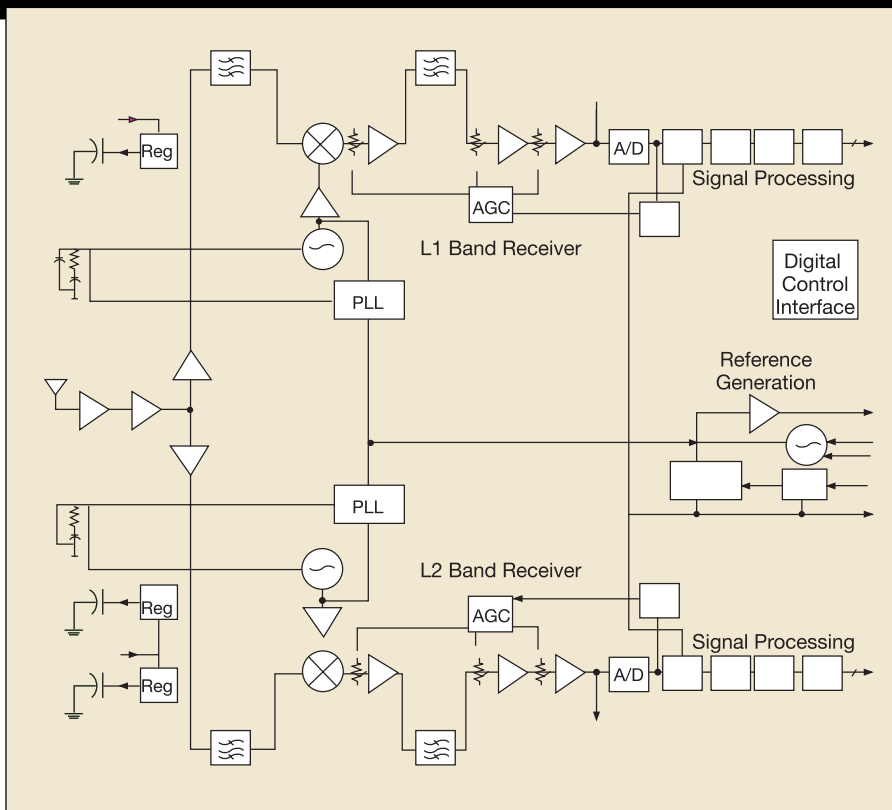 Reg
A/D
Signal Processing
AGC
L1 Band Receiver
Digital
Control
Interface
PLL
Reference
Generation
PLL
L2 Band Receiver
Reg
AGC
Signal Processing
Reg
A/D